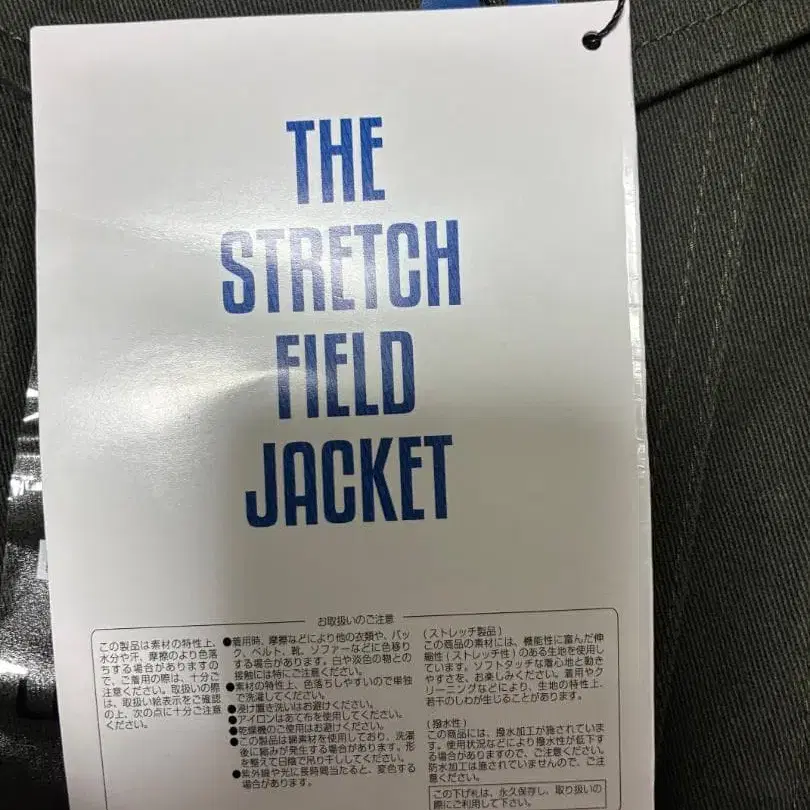 THE
STRETCH
FIELD
JACKET
お取扱いのご注意
この製品は素材の特性上、
水分や汗、摩擦のより色落
ちする場合がありますの
で、ご着用の際は、十分ご
注意ください。取扱いの際
は、取扱い絵表示をご確認
の上、次の点に十分ご注意
ください。
●着用時、摩擦などにより他の衣類や、バッ
グ、ベルト、靴、ソファーなどに色移り
する場合があります。白や淡色の物との
接触には特にご注意ください。
●素材の特性上、色落ちしやすいので単独
で洗濯してください。
●浸け置き洗いはお避けください。
●アイロンはあて布を使用してください。
●乾燥機のご使用はお避けください。
●この製品は綿素材を使用しており、洗濯
後に縮みが発生する場合があります。形
を整えて日陰で吊り干ししてください。
●紫外線や光に長時間当たると、変色する
場合があります。
(ストレッチ製品)
この商品の素材には、機能性に富んだ伸
縮性(ストレッチ性)のある生地を使用し
ています。ソフトタッチな着心地と動き
やすさを、お楽しみください。着用やク
リーニングなどにより、生地の特性上、
若干のしわが生じることがあります。
(撥水性)
この商品には、撥水加工が施されていま
す。使用状況などにより撥水性が低下す
る場合がありますので、ご注意ください。
防水加工は施されていませんので、ご注
意ください。
この下げ札は、永久保存し、取り扱いの
際にご利用して下さい。